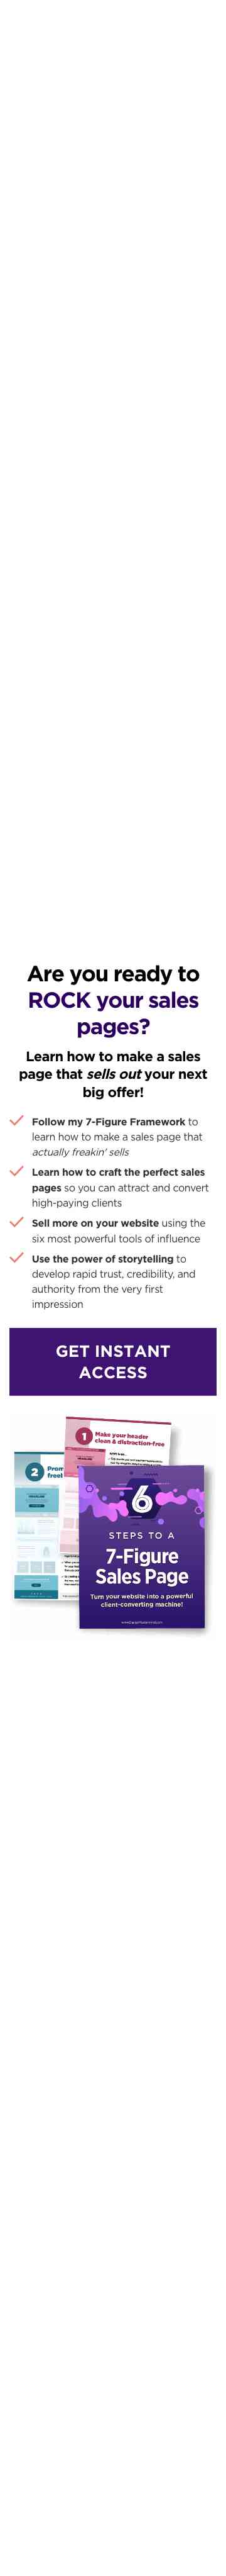 Are you ready to
ROCK your sales
pages?
Learn how to make a sales
page that sells out your next
big offer!
Follow my 7-Figure Framework to
learn how to make a sales page that
actually freakin' sells
Learn how to craft the perfect sales
pages so you can attract and convert
high-paying clients
Sell more on your website using the
six most powerful tools of influence
Use the power of storytelling to
develop rapid trust, credibility, and
authority from the very first
impression
GET INSTANT
ACCESS
1
Make your header
clean & distraction-free
2
6
STEPS TO A
7-Figure
Sales Page
Turn your website into a powerful
client-converting machine!